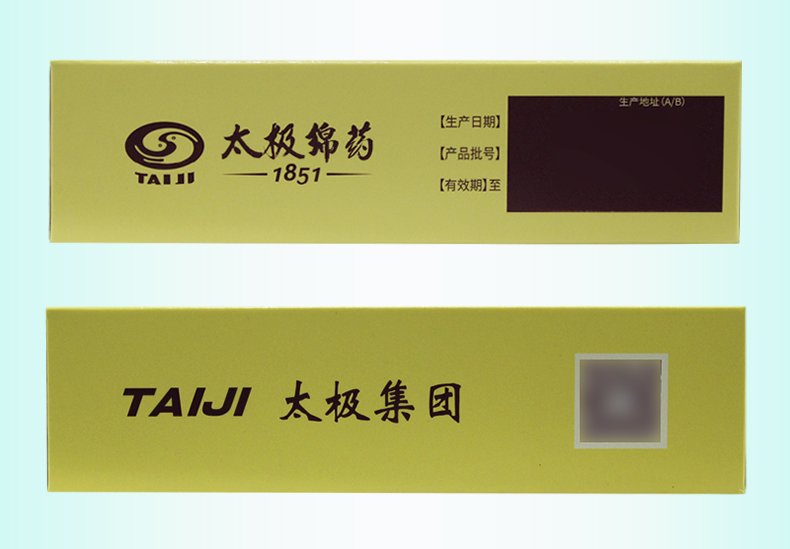 TAIJI
太极绵药
1851
【生产日期】
生产地址(A/B)
【产品批号】
【有效期】至
TAIJI 太极集团